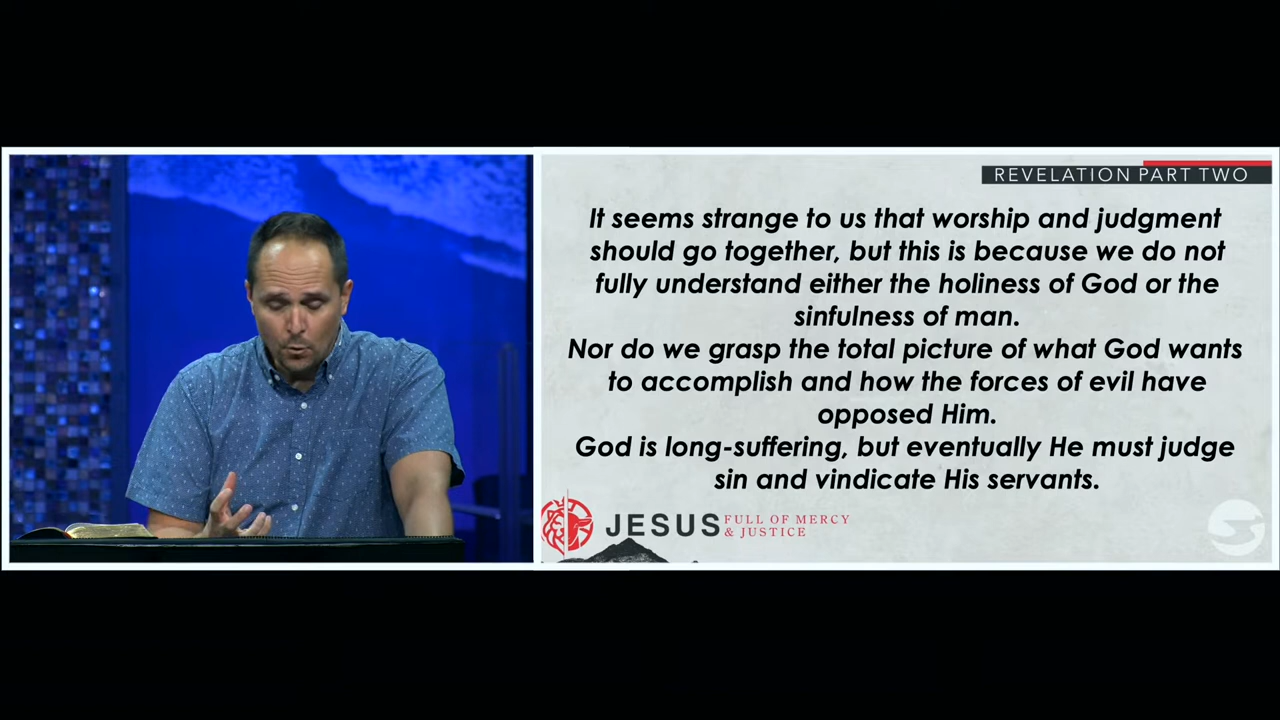 REVELATION PART TWO
It seems strange to us that worship and judgment
should go together, but this is because we do not
fully understand either the holiness of God or the
sinfulness of man.
Nor do we grasp the total picture of what God wants
to accomplish and how the forces of evil have
opposed Him.
God is long-suffering, but eventually He must judge
sin and vindicate His servants.
JESUS FULL OF MERCY
& JUSTICE